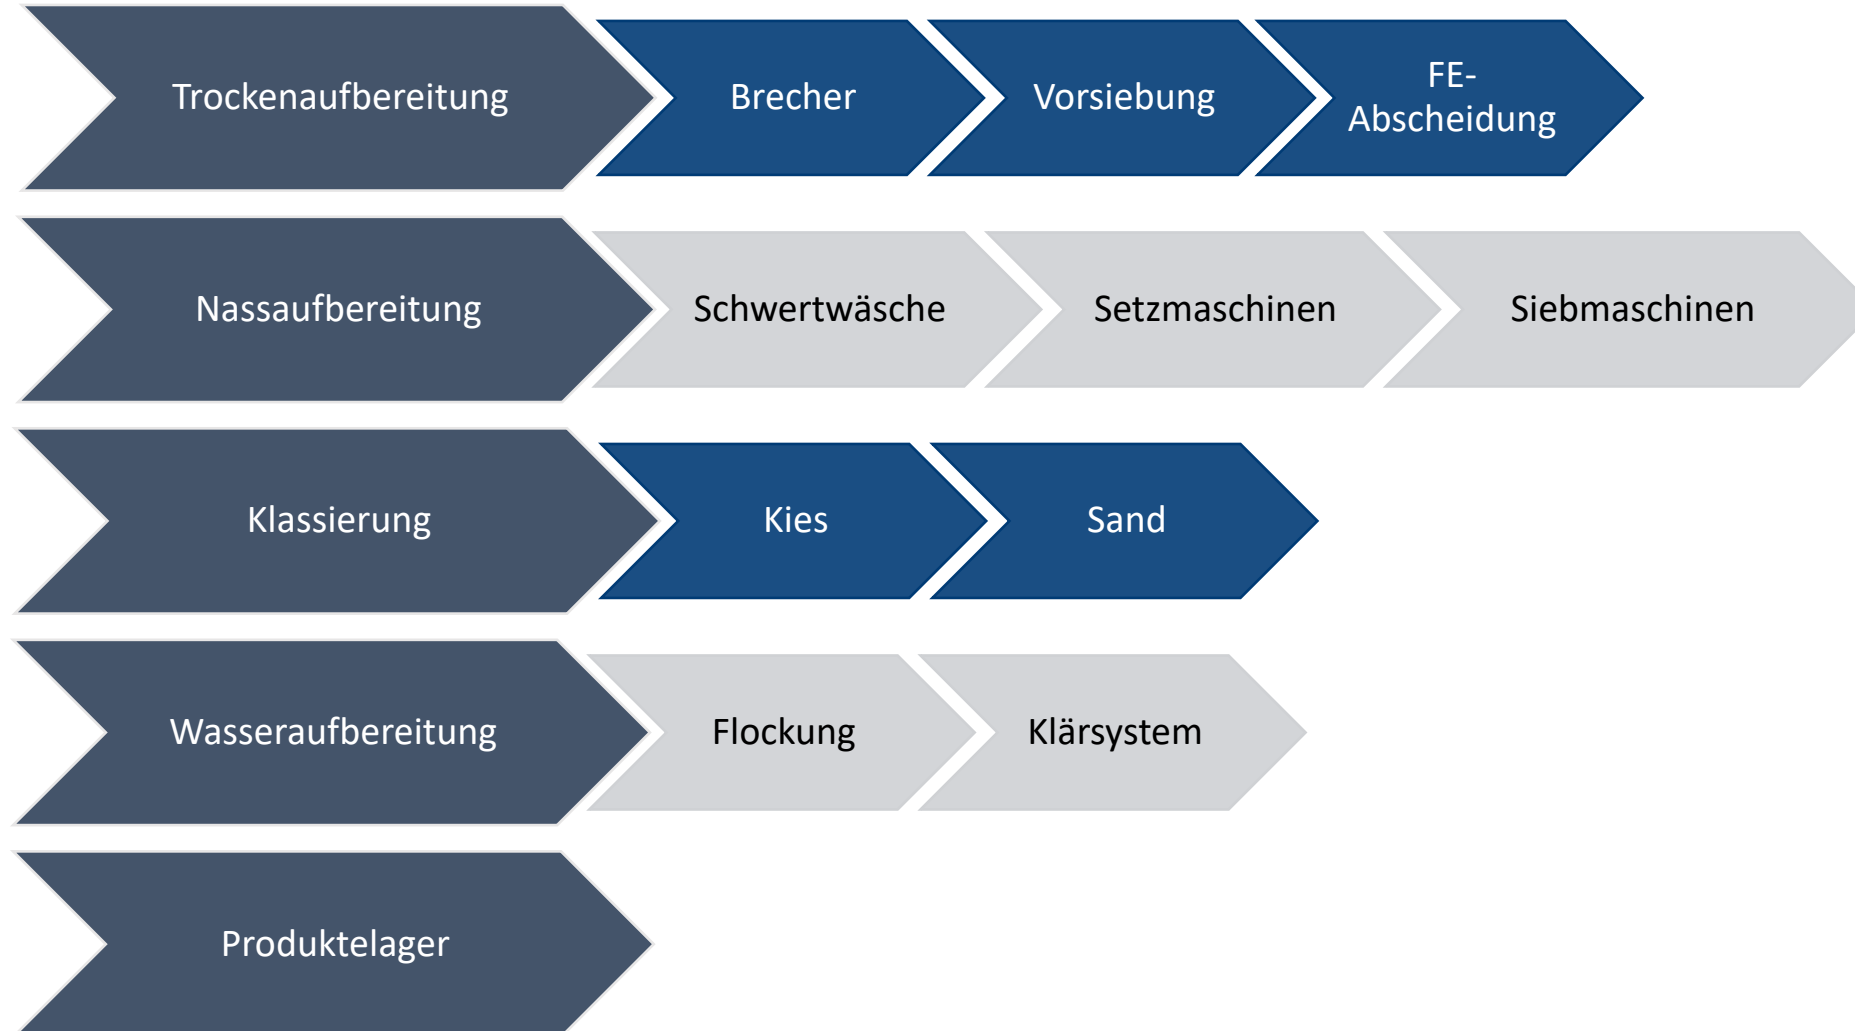 Trockenaufbereitung
Brecher
Vorsiebung
FE-
Abscheidung
Nassaufbereitung
Schwertwäsche
Setzmaschinen
Siebmaschinen
Klassierung
Kies
Sand
Wasseraufbereitung
Flockung
Klärsystem
Produktelager